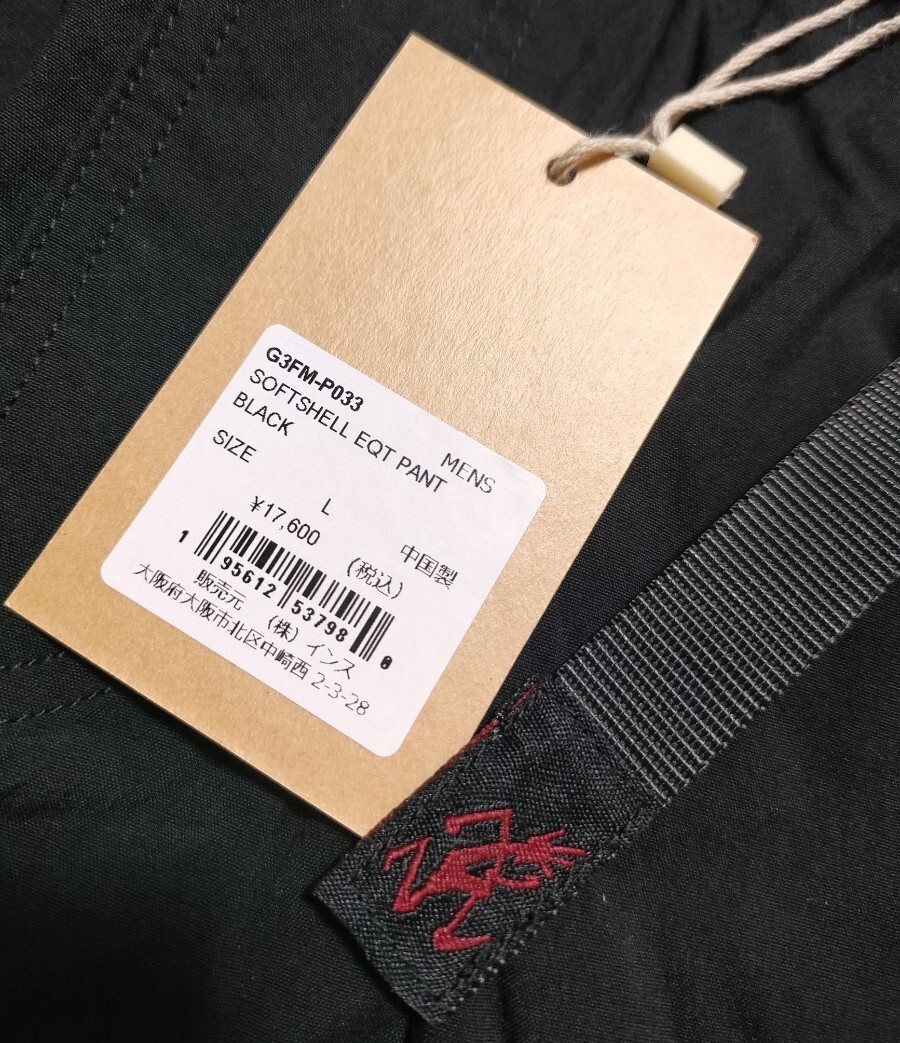 G3FM-P033
MENS
SOFTSHELL EQT PANT
BLACK
SIZE
L
¥17,600
(税込)
中国製
1 95612 53798 0
販売元 (株) インス
大阪府大阪市北区中崎西 2-3-28